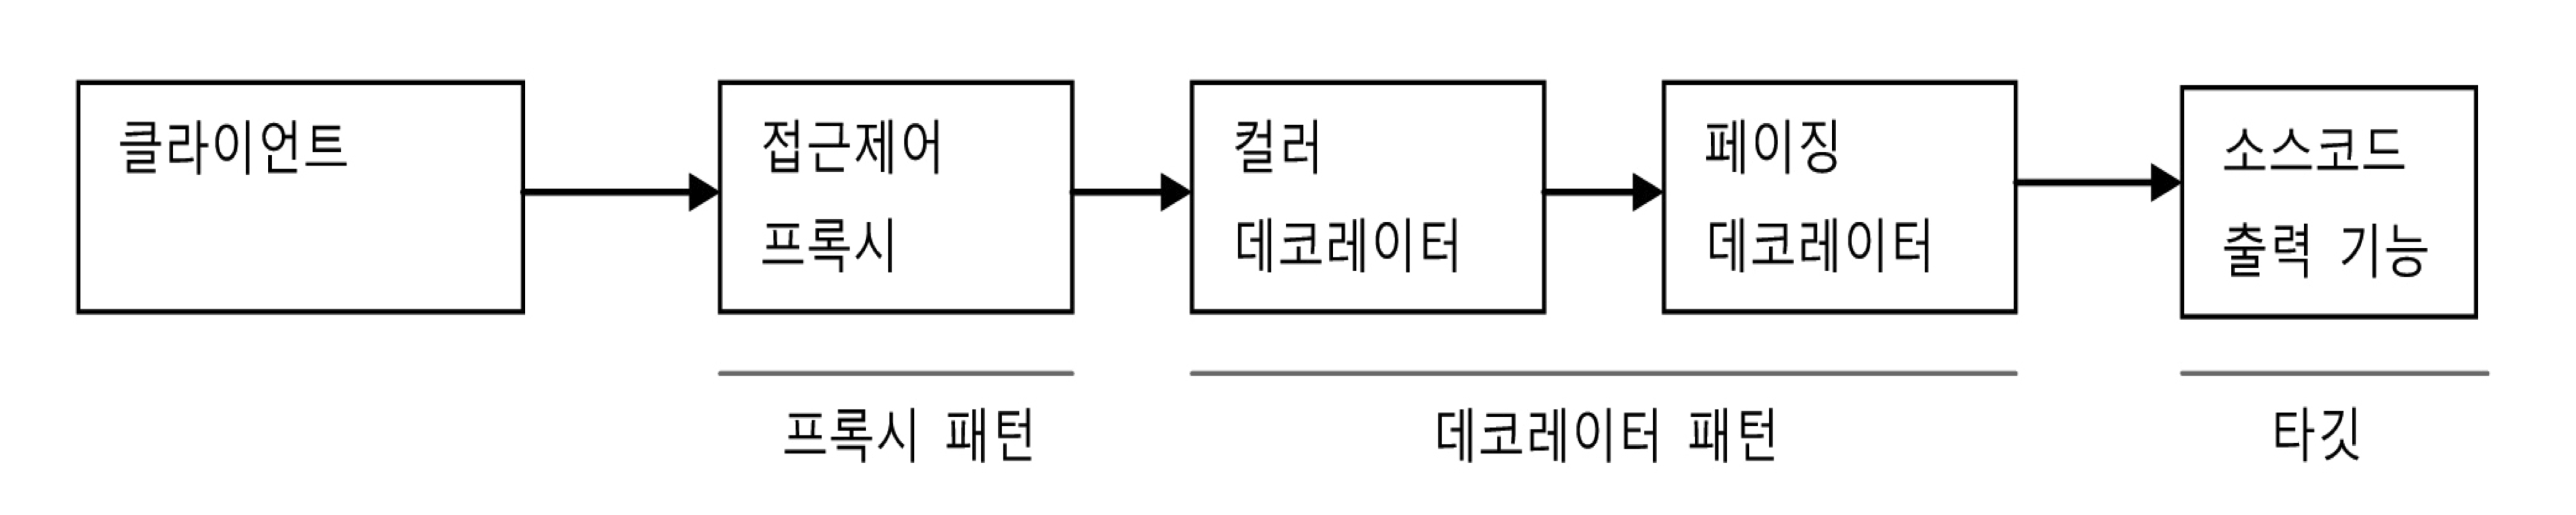 클라이언트
접근제어
프록시
컬러
데코레이터
페이징
데코레이터
소스코드
출력 기능
프록시 패턴
데코레이터 패턴
타깃